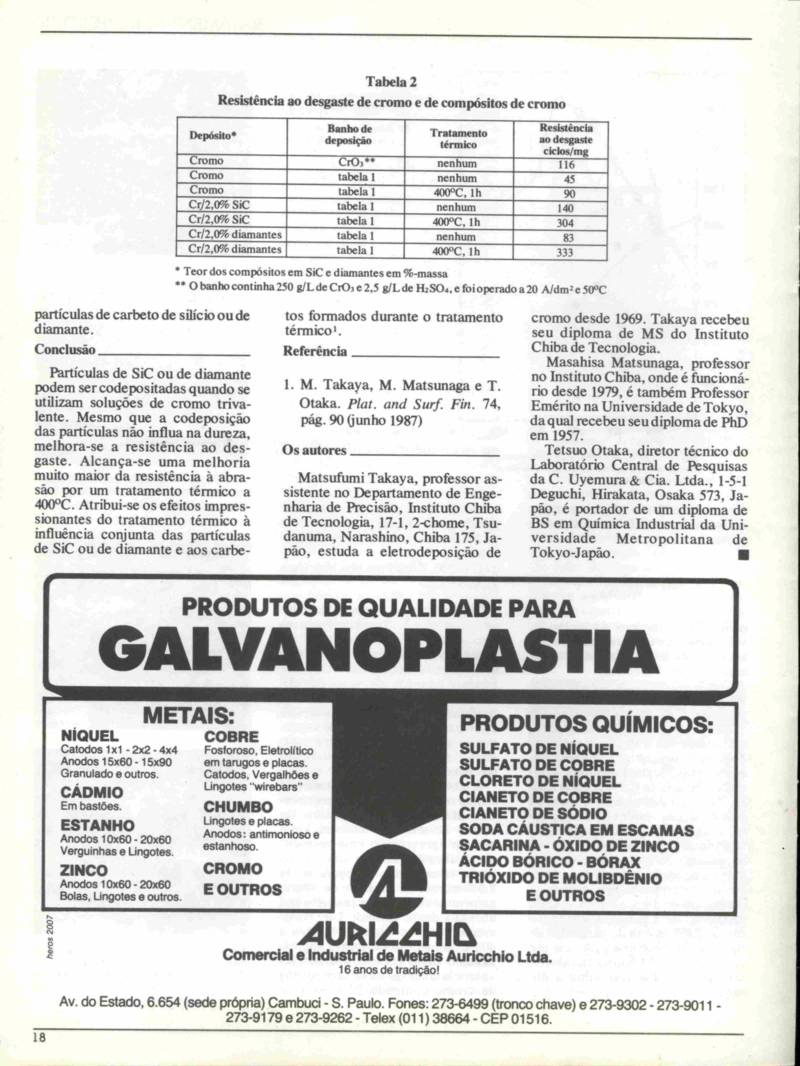 Tabela 2
Resistência ao desgaste de cromo e de compósitos de cromo
Depósito* Banho de deposição Tratamento térmico Resistência ao desgaste ciclos/mg
Cromo CrO₃** nenhum 116
Cromo tabela 1 nenhum 45
Cromo tabela 1 400°C, 1h 90
Cr/2,0% SiC tabela 1 nenhum 140
Cr/2,0% SiC tabela 1 400°C, 1h 304
Cr/2,0% diamantes tabela 1 nenhum 83
Cr/2,0% diamantes tabela 1 400°C, 1h 333
* Teor dos compósitos em SiC e diamantes em %-massa
** O banho continha 250 g/L de CrO₃ e 2,5 g/L de H₂SO₄, e foi operado a 20 A/dm² e 50°C
partículas de carbeto de silício ou de
diamante.
Conclusão
Partículas de SiC ou de diamante
podem ser codepositadas quando se
utilizam soluções de cromo triva-
lente. Mesmo que a codeposição
das partículas não influa na dureza,
melhora-se a resistência ao des-
gaste. Alcança-se uma melhoria
muito maior da resistência à abra-
são por um tratamento térmico a
400°C. Atribui-se os efeitos impres-
sionantes do tratamento térmico à
influência conjunta das partículas
de SiC ou de diamante e aos carbe-
tos formados durante o tratamento
térmico¹.
Referência
1. M. Takaya, M. Matsunaga e T.
Otaka. Plat. and Surf. Fin. 74,
pág. 90 (junho 1987)
Os autores
Matsufumi Takaya, professor as-
sistente no Departamento de Enge-
nharia de Precisão, Instituto Chiba
de Tecnologia, 17-1, 2-chome, Tsu-
danuma, Narashino, Chiba 175, Ja-
pão, estuda a eletrodeposição de
cromo desde 1969. Takaya recebeu
seu diploma de MS do Instituto
Chiba de Tecnologia.
Masahisa Matsunaga, professor
no Instituto Chiba, onde é funcioná-
rio desde 1979, é também Professor
Emérito na Universidade de Tokyo,
da qual recebeu seu diploma de PhD
em 1957.
Tetsuo Otaka, diretor técnico do
Laboratório Central de Pesquisas
da C. Uyemura & Cia. Ltda., 1-5-1
Deguchi, Hirakata, Osaka 573, Ja-
pão, é portador de um diploma de
BS em Química Industrial da Uni-
versidade Metropolitana de
Tokyo-Japão.
PRODUTOS DE QUALIDADE PARA
GALVANOPLASTIA
METAIS:
NÍQUEL
Catodos 1x1 - 2x2 - 4x4
Anodos 15x60 - 15x90
Granulado e outros.
CÁDMIO
Em bastões.
ESTANHO
Anodos 10x60 - 20x60
Verguinhas e Lingotes.
ZINCO
Anodos 10x60 - 20x60
Bolas, Lingotes e outros.
COBRE
Fosforoso, Eletrolítico
em tarugos e placas.
Catodos, Vergalhões e
Lingotes "wirebars"
CHUMBO
Lingotes e placas.
Anodos: antimonioso e
estanhoso.
CROMO
E OUTROS
PRODUTOS QUÍMICOS:
SULFATO DE NÍQUEL
SULFATO DE COBRE
CLORETO DE NÍQUEL
CIANETO DE COBRE
CIANETO DE SÓDIO
SODA CÁUSTICA EM ESCAMAS
SACARINA - ÓXIDO DE ZINCO
ÁCIDO BÓRICO - BÓRAX
TRIÓXIDO DE MOLIBDÊNIO
E OUTROS
AURICCHIO
Comercial e Industrial de Metais Auricchio Ltda.
16 anos de tradição!
heros 2007
Av. do Estado, 6.654 (sede própria) Cambuci - S. Paulo. Fones: 273-6499 (tronco chave) e 273-9302 - 273-9011 -
273-9179 e 273-9262 - Telex (011) 38664 - CEP 01516.
18